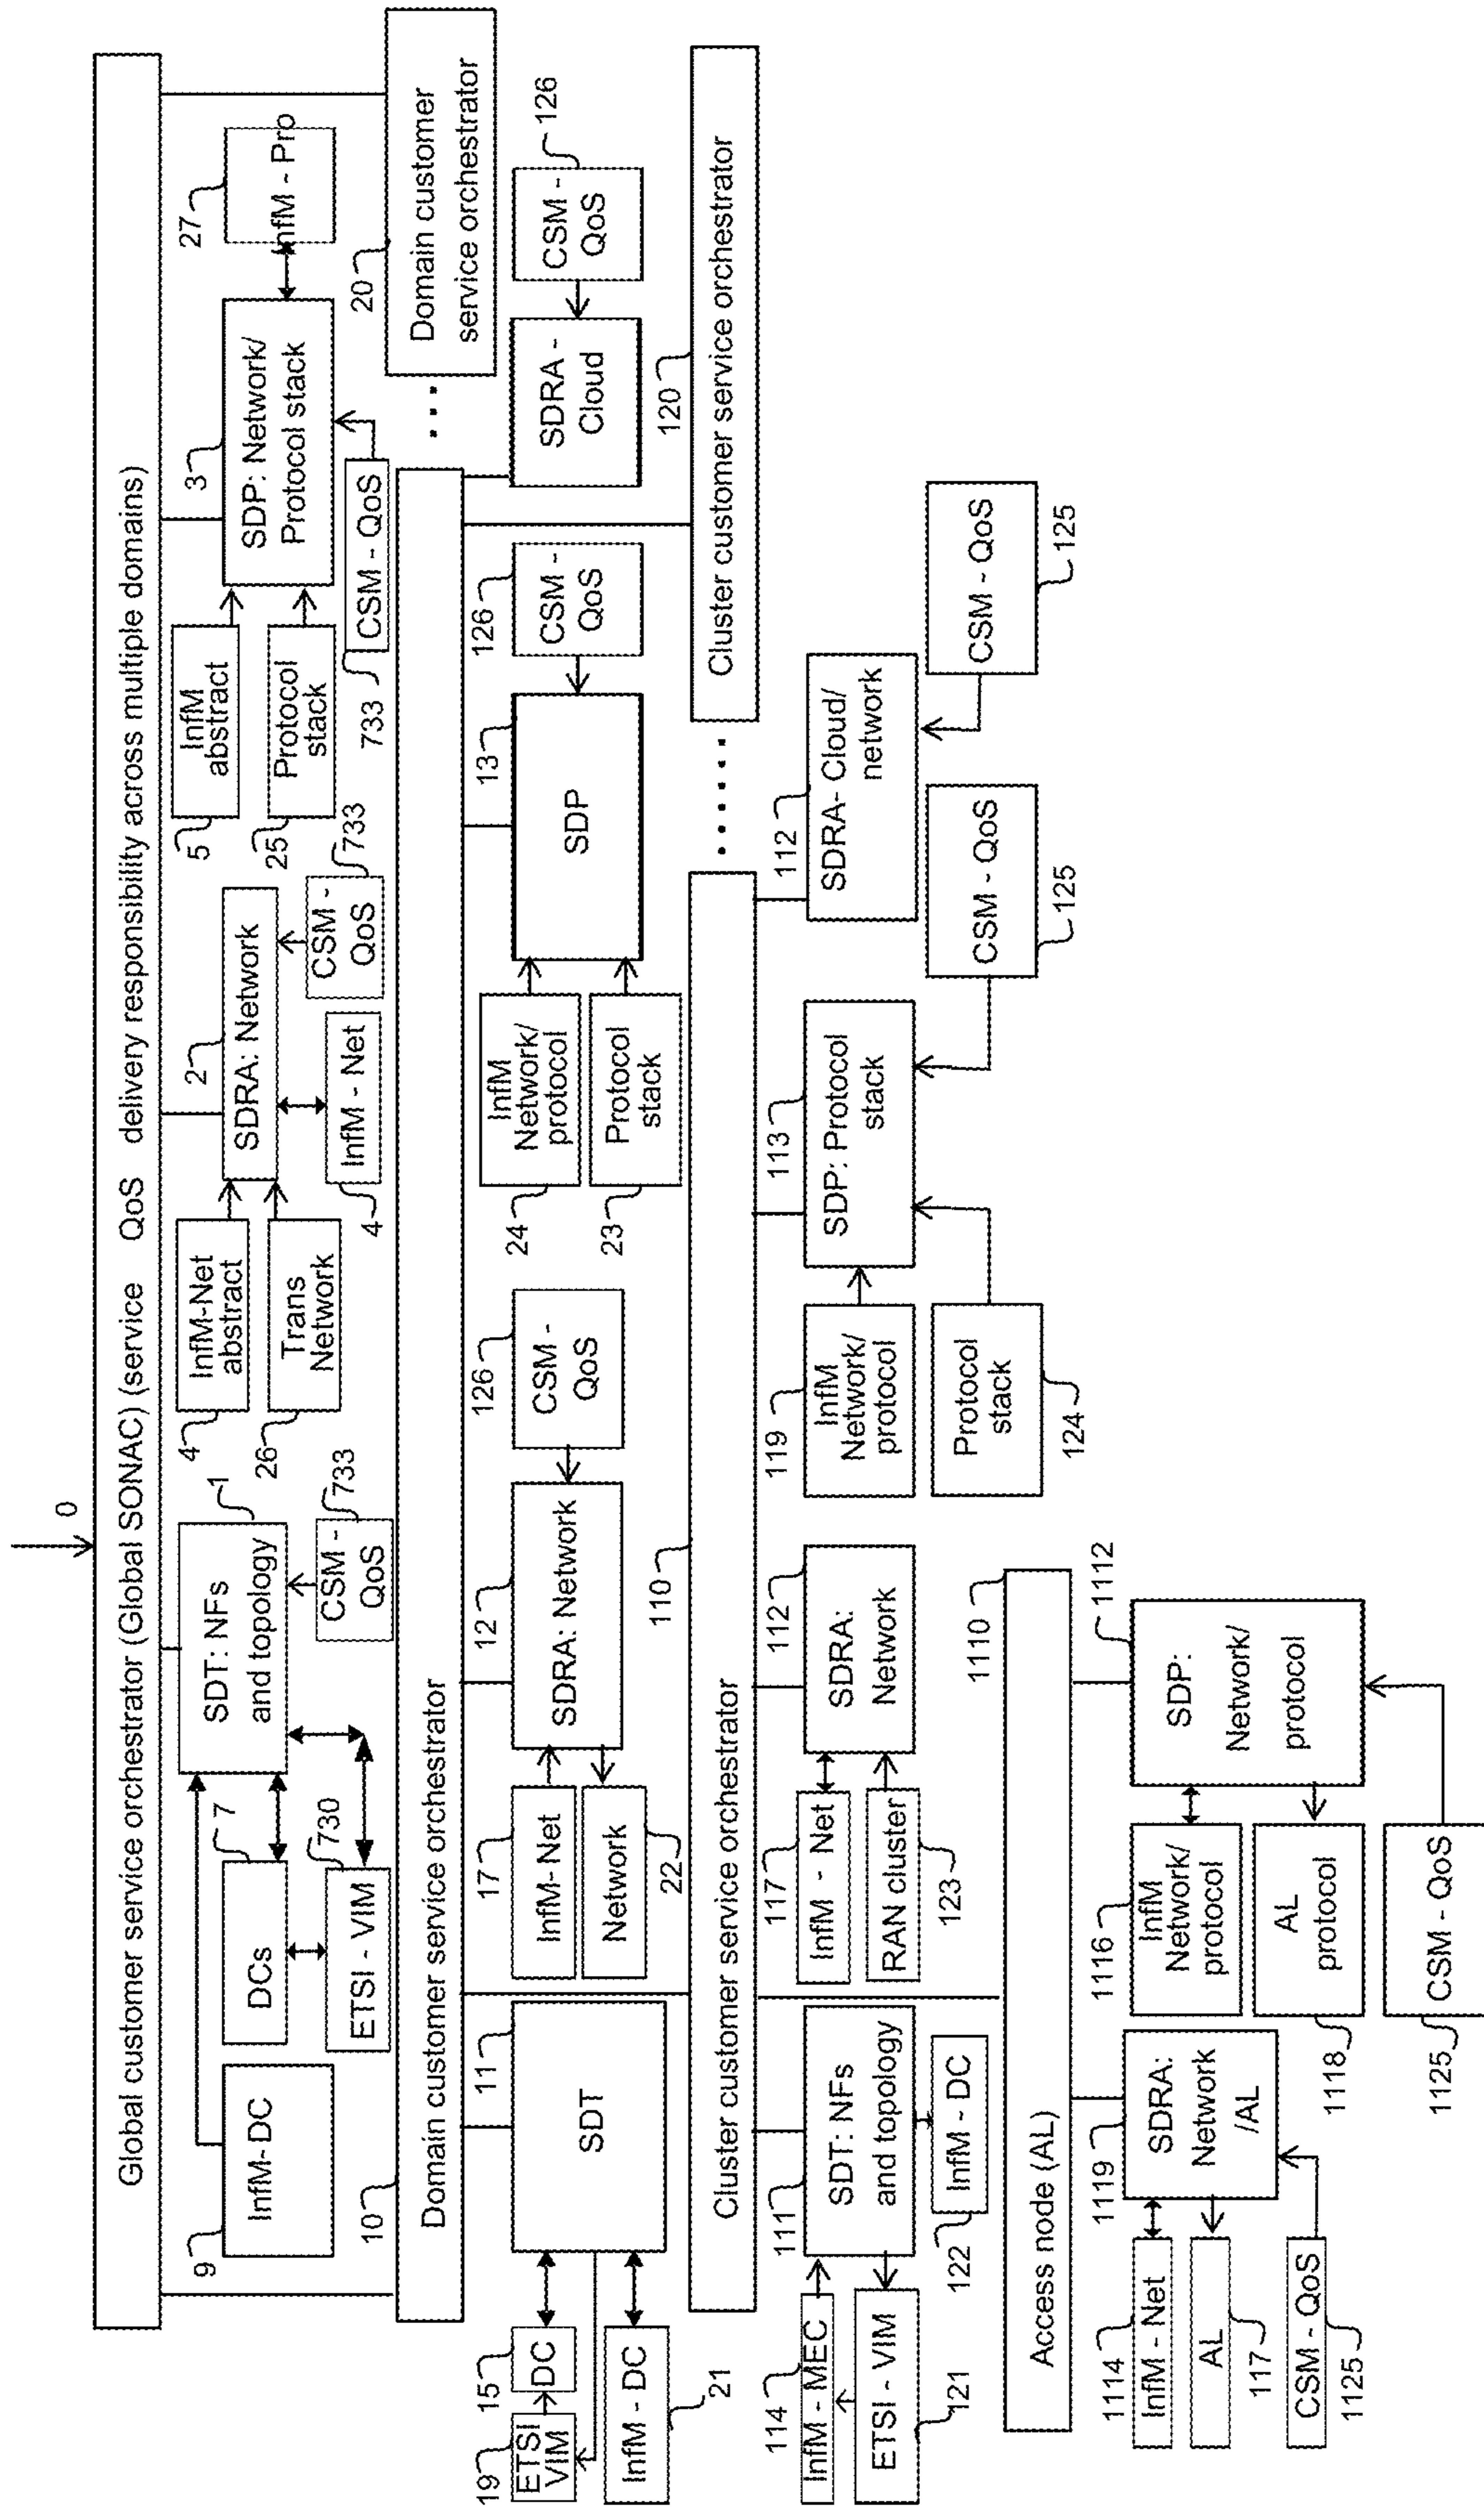 0
Global customer service orchestrator (Global SONAC) (service QoS delivery responsibility across multiple domains)
9
InfM-DC
7
DCs
730
ETSI - VIM
1
SDT: NFs
and topology
733
CSM -
QoS
4
InfM-Net
abstract
26
Trans
Network
2
SDRA: Network
4
InfM - Net
733
CSM -
QoS
5
InfM
abstract
25
Protocol
stack
3
SDP: Network/
Protocol stack
733
CSM - QoS
27
InfM - Pro
10
Domain customer service orchestrator
. . .
20
Domain customer
service orchestrator
19
ETSI
VIM
15
DC
InfM - DC
21
11
SDT
17
InfM- Net
Network
22
12
SDRA: Network
126
CSM -
QoS
24
InfM
Network/
protocol
23
Protocol
stack
13
SDP
126
CSM -
QoS
SDRA -
Cloud
126
CSM -
QoS
110
Cluster customer service orchestrator
. . . . . . .
120
Cluster customer service orchestrator
114
InfM - MEC
ETSI - VIM
121
111
SDT: NFs
and topology
InfM - DC
122
117
InfM - Net
RAN cluster
123
112
SDRA:
Network
119
InfM
Network/
protocol
Protocol
stack
124
113
SDP: Protocol
stack
CSM - QoS
125
112
SDRA- Cloud/
network
CSM - QoS
125
1110
Access node (AL)
1114
InfM - Net
AL
117
CSM - QoS
1125
1119
SDRA:
Network
/AL
1116
InfM
Network/
protocol
AL
protocol
1118
CSM - QoS
1125
1112
SDP:
Network/
protocol